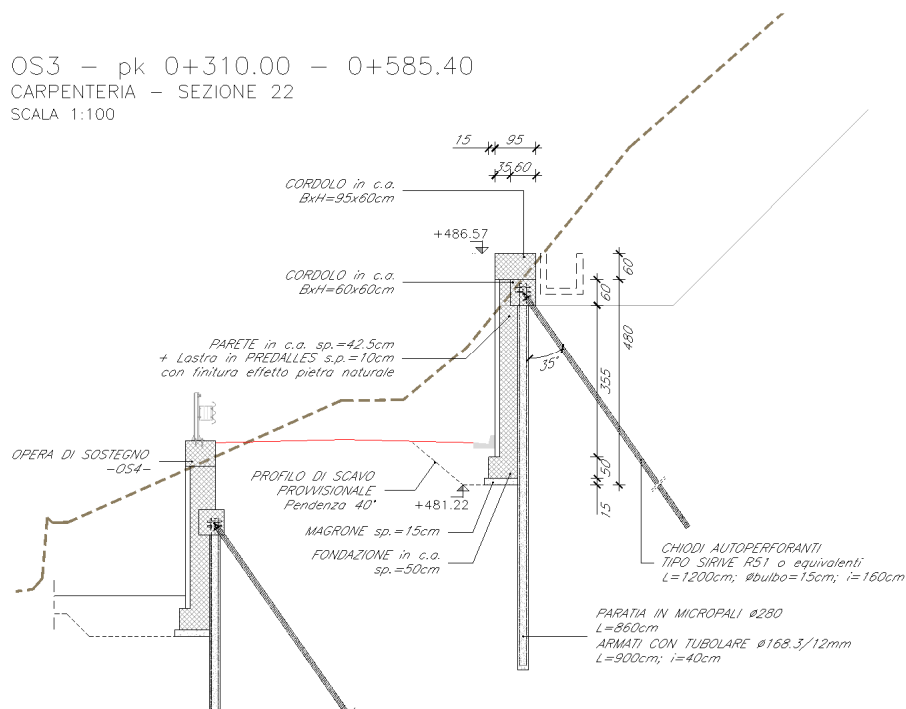 OS3 – pk 0+310.00 – 0+585.40
CARPENTERIA – SEZIONE 22
SCALA 1:100
15
95
35
60
CORDOLO in c.a.
BxH=95x60cm
+486.57
CORDOLO in c.a.
BxH=60x60cm
60
60
480
PARETE in c.a. sp.=42.5cm
+ Lastra in PREDALLES s.p.=10cm
con finitura effetto pietra naturale
35°
355
OPERA DI SOSTEGNO
-OS4-
PROFILO DI SCAVO
PROVVISIONALE
Pendenza 40°
+481.22
50
15
MAGRONE sp.=15cm
FONDAZIONE in c.a.
sp.=50cm
CHIODI AUTOPERFORANTI
TIPO SIRIVE R51 o equivalenti
L=1200cm; Øbulbo=15cm; i=160cm
PARATIA IN MICROPALI Ø280
L=860cm
ARMATI CON TUBOLARE Ø168.3/12mm
L=900cm; i=40cm